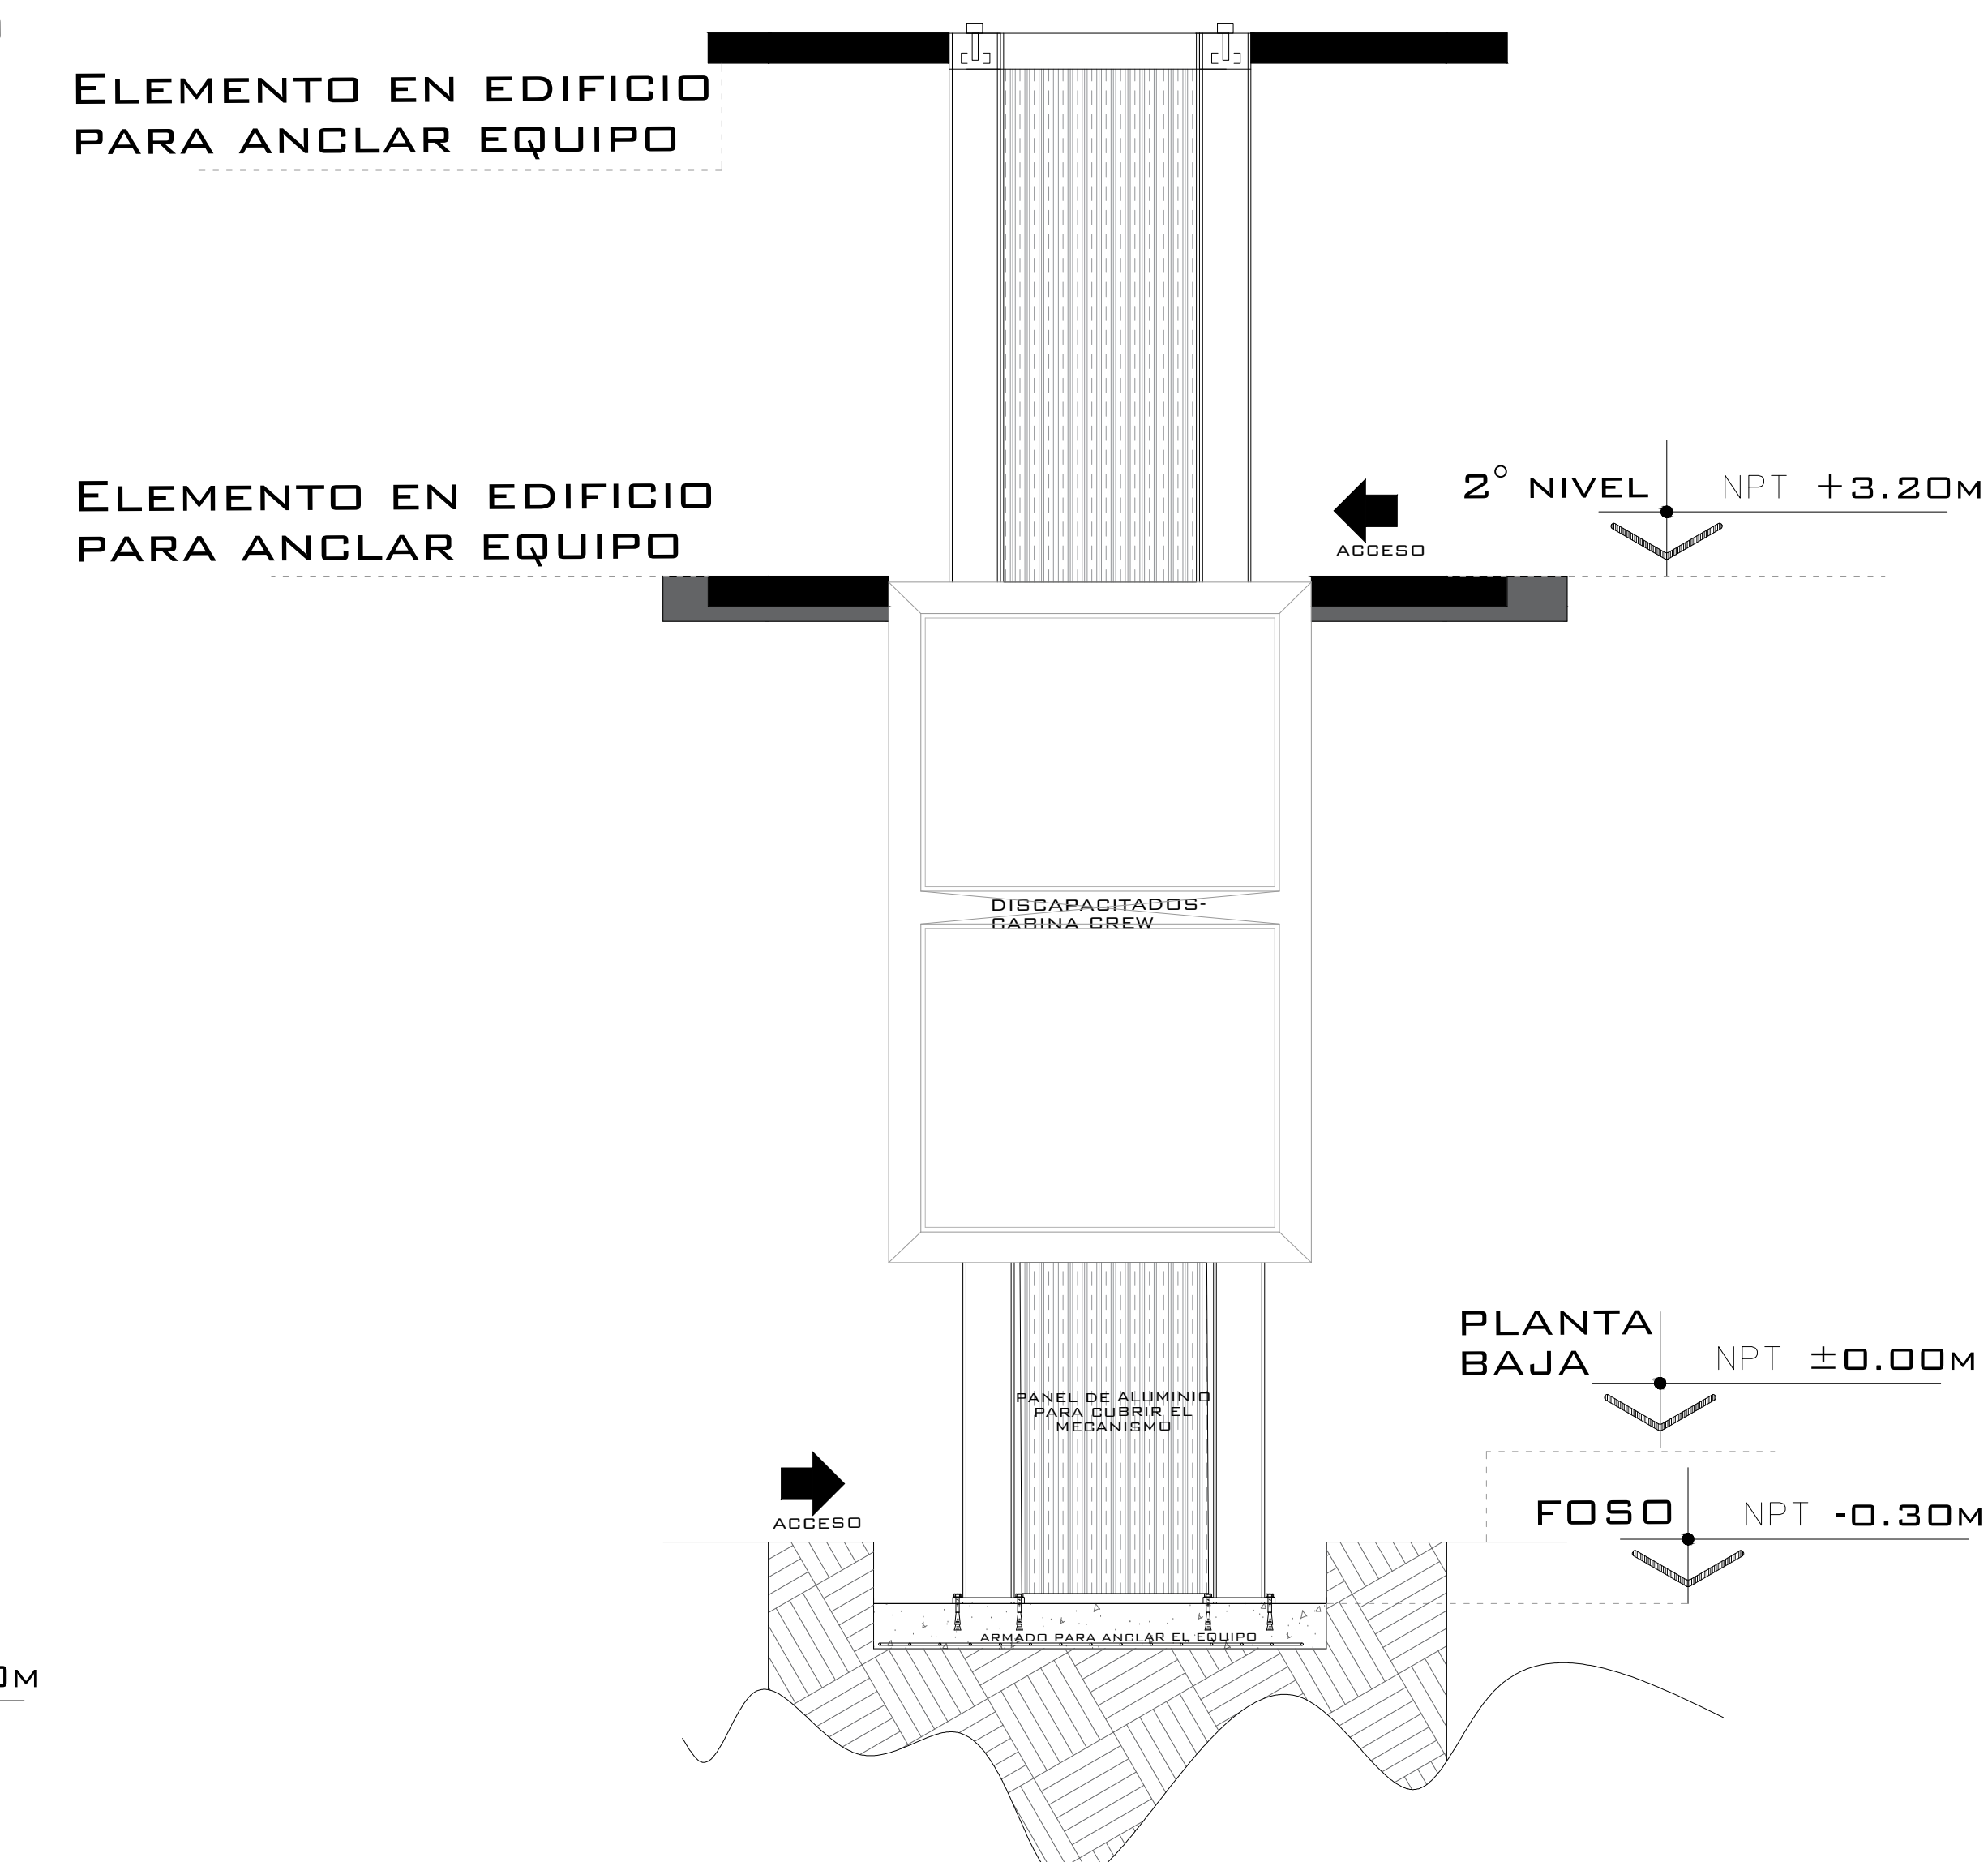 Elemento en edificio
para anclar equipo
Elemento en edificio
para anclar equipo
2° nivel
NPT +3.20m
acceso
discapacitados-
cabina crew
PLANTA
BAJA
NPT ±0.00m
panel de aluminio
para cubrir el
mecanismo
acceso
FOSO
NPT -0.30m
armado para anclar el equipo